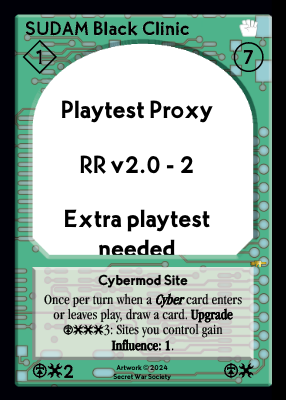 SUDAM Black Clinic
1
7
Playtest Proxy
RR v2.0 - 2
Extra playtest
needed
Cybermod Site
Once per turn when a Cyber card enters
or leaves play, draw a card. Upgrade
3: Sites you control gain
Influence: 1.
2
Artwork © 2024
Secret War Society